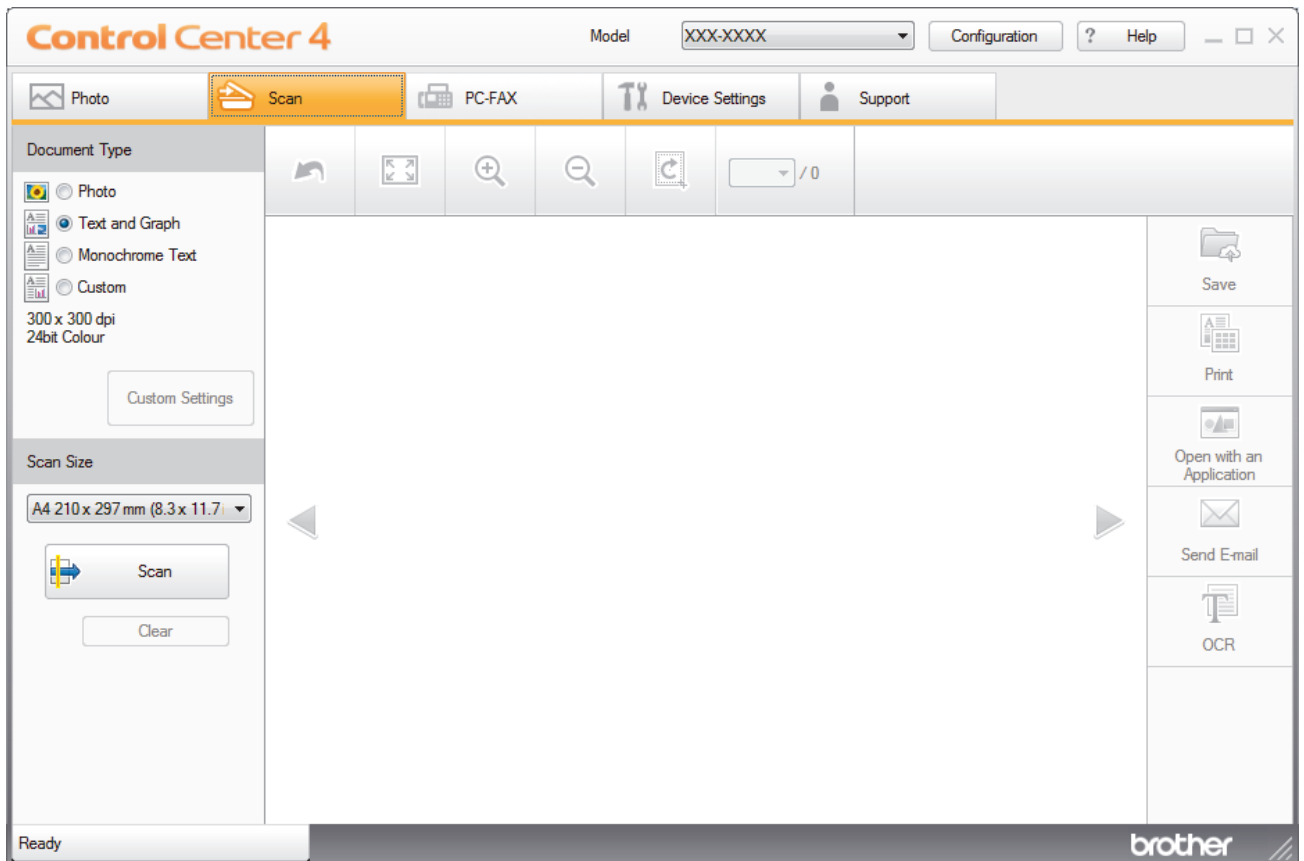 Control Center 4
Model XXX-XXXX Configuration ? Help
Photo Scan PC-FAX Device Settings Support
Document Type
/ 0
Photo
Text and Graph
Monochrome Text
Custom
300 x 300 dpi
24bit Colour
Custom Settings
Scan Size
A4 210 x 297 mm (8.3 x 11.7
Scan
Clear
Save
Print
Open with an
Application
Send E-mail
OCR
Ready
brother